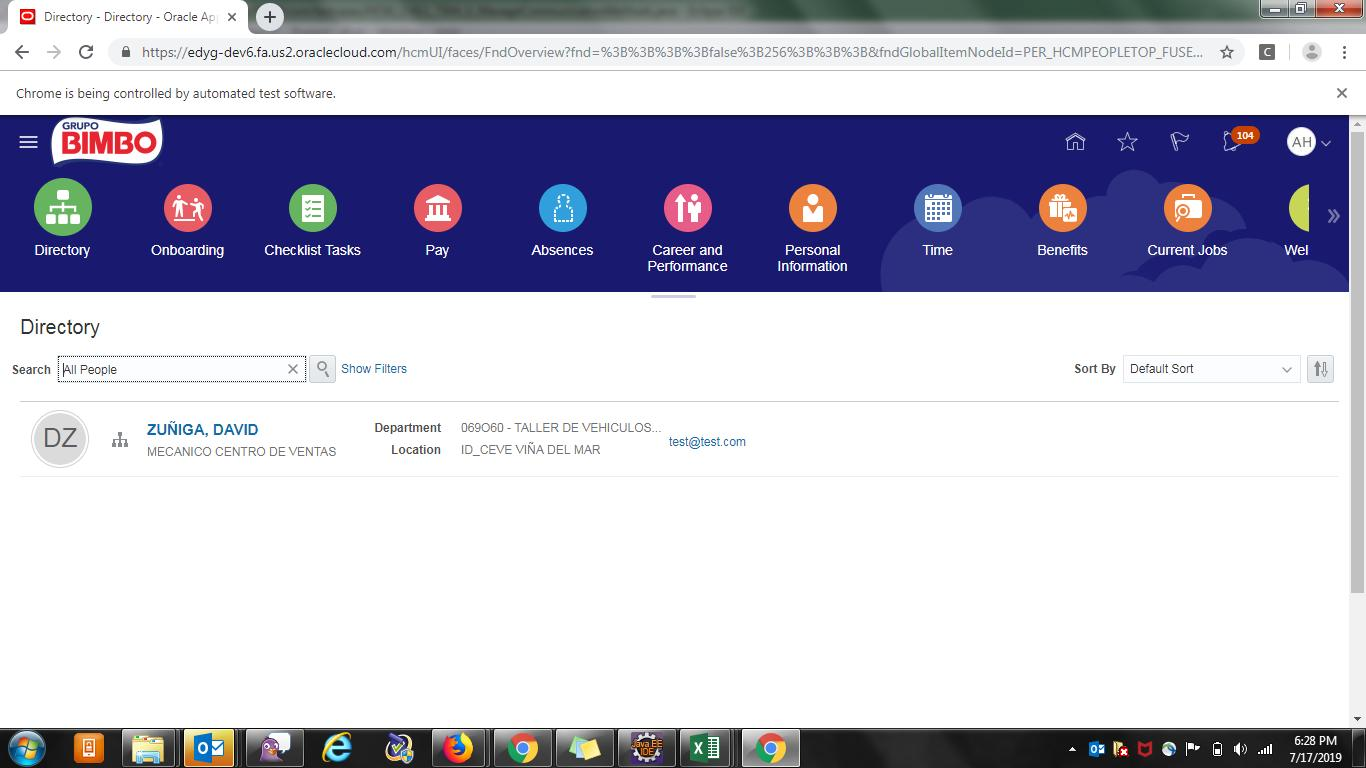 Directory - Directory - Oracle Ap
https://edyg-dev6.fa.us2.oraclecloud.com/hcmUI/faces/FndOverview?fnd=%3B%3B%3B%3Bfalse%3B256%3B%3B%3B&fndGlobalItemNodeId=PER_HCMPEOPLETOP_FUSE...
C
Chrome is being controlled by automated test software.
GRUPO
BIMBO
104
AH
Directory
Onboarding
Checklist Tasks
Pay
Absences
Career and
Performance
Personal
Information
Time
Benefits
Current Jobs
Wel
Directory
Search
All People
Show Filters
Sort By
Default Sort
DZ
ZUÑIGA, DAVID
MECANICO CENTRO DE VENTAS
Department
069O60 - TALLER DE VEHICULOS...
Location
ID_CEVE VIÑA DEL MAR
test@test.com
Java EE
IDE
6:28 PM
7/17/2019